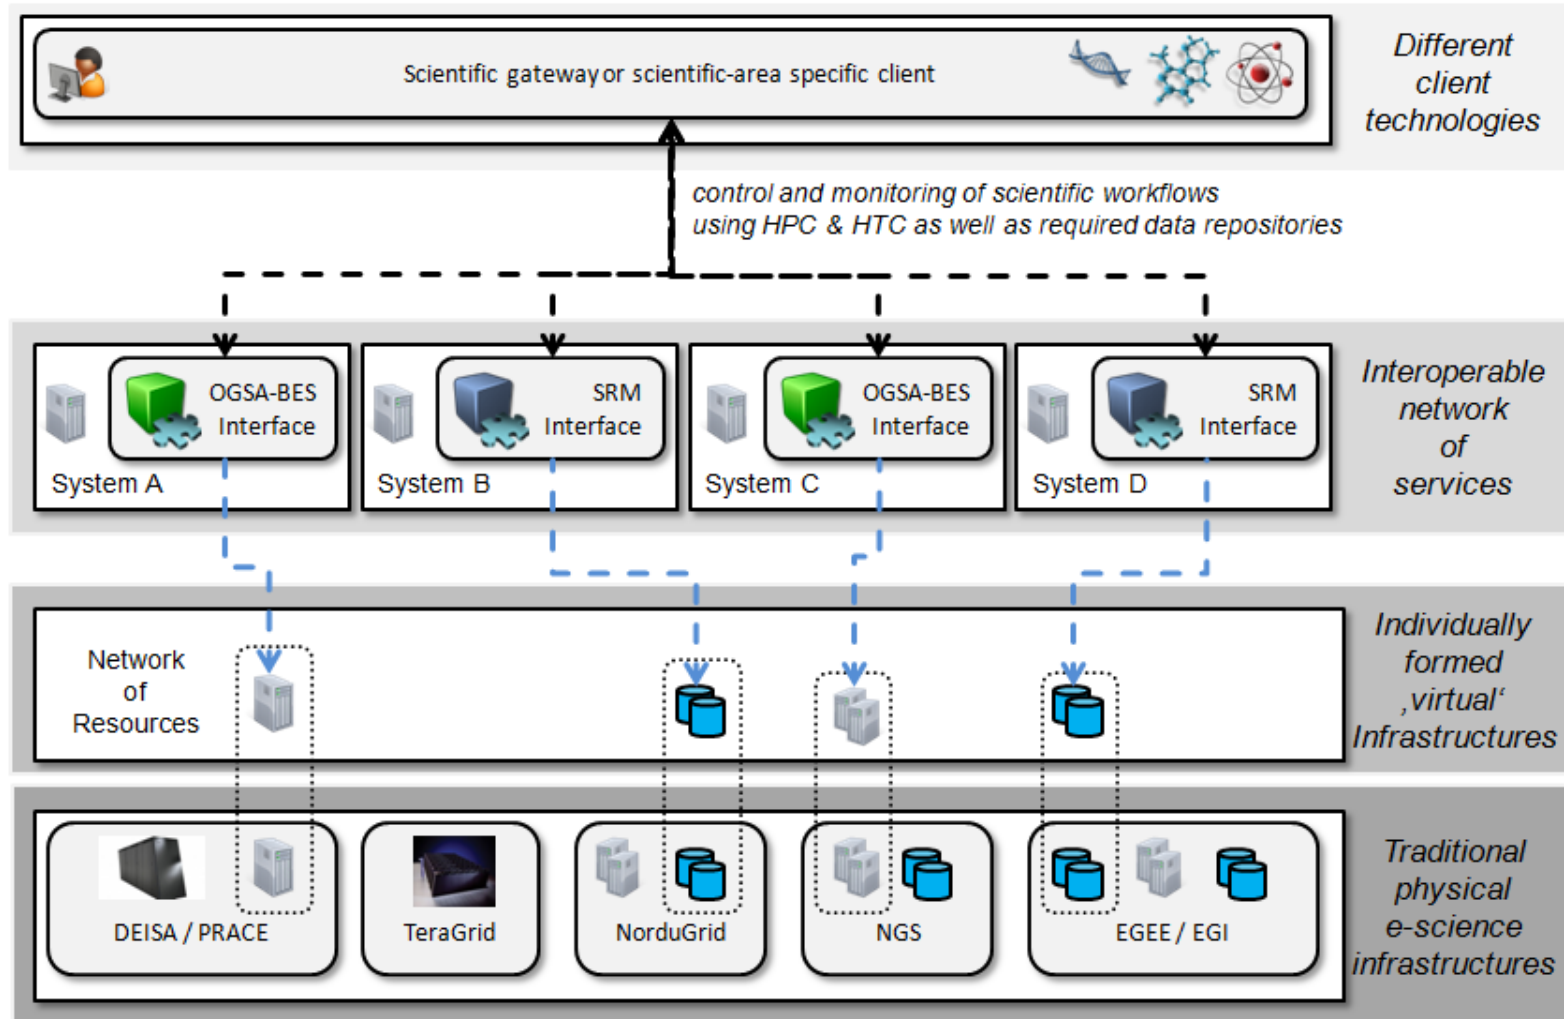 Scientific gateway or scientific-area specific client
Different
client
technologies
control and monitoring of scientific workflows
using HPC & HTC as well as required data repositories
OGSA-BES
Interface
System A
SRM
Interface
System B
OGSA-BES
Interface
System C
SRM
Interface
System D
Interoperable
network
of
services
Network
of
Resources
Individually
formed
‚virtual‘
Infrastructures
DEISA / PRACE
TeraGrid
NorduGrid
NGS
EGEE / EGI
Traditional
physical
e-science
infrastructures